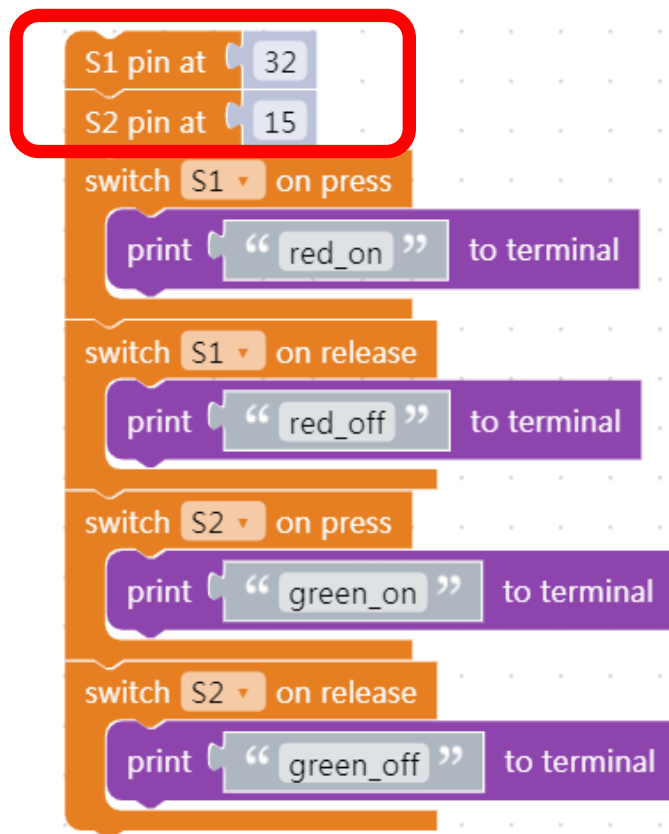 S1 pin at 32
S2 pin at 15
switch S1 on press
print “ red_on ” to terminal
switch S1 on release
print “ red_off ” to terminal
switch S2 on press
print “ green_on ” to terminal
switch S2 on release
print “ green_off ” to terminal